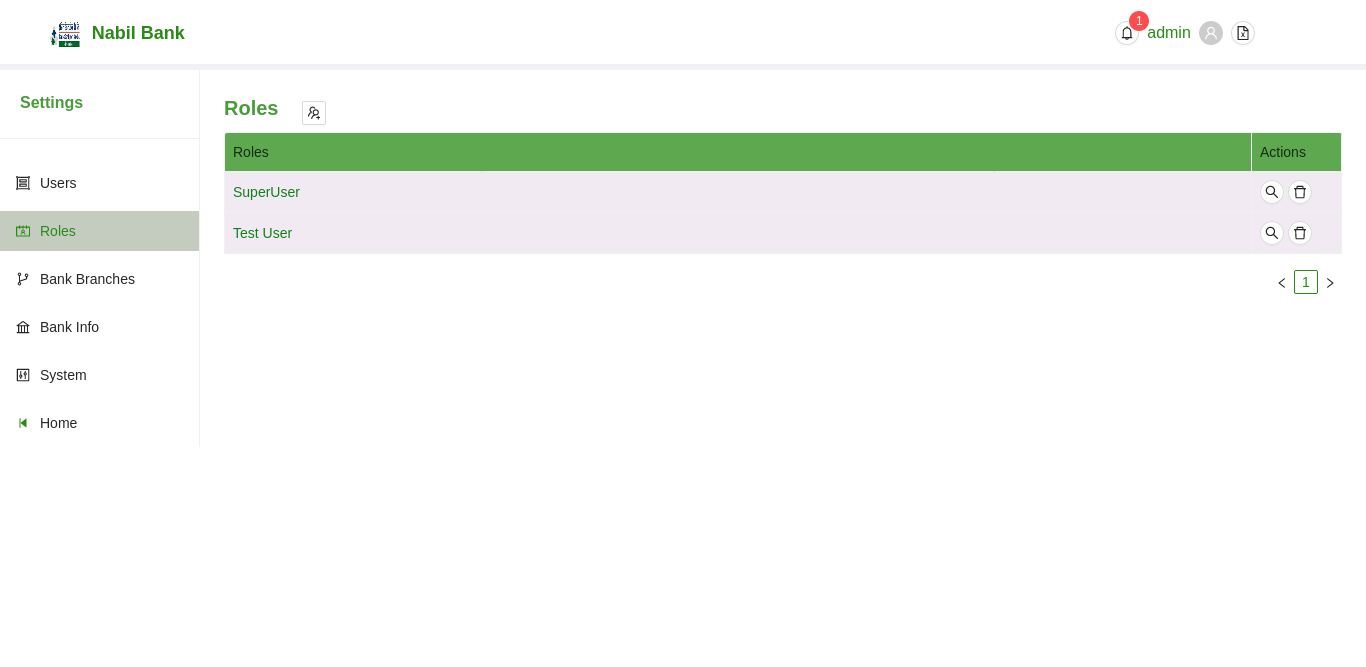 Nabil Bank
1
admin
Settings
Users
Roles
Bank Branches
Bank Info
System
Home
Roles
Roles Actions
SuperUser
Test User
1